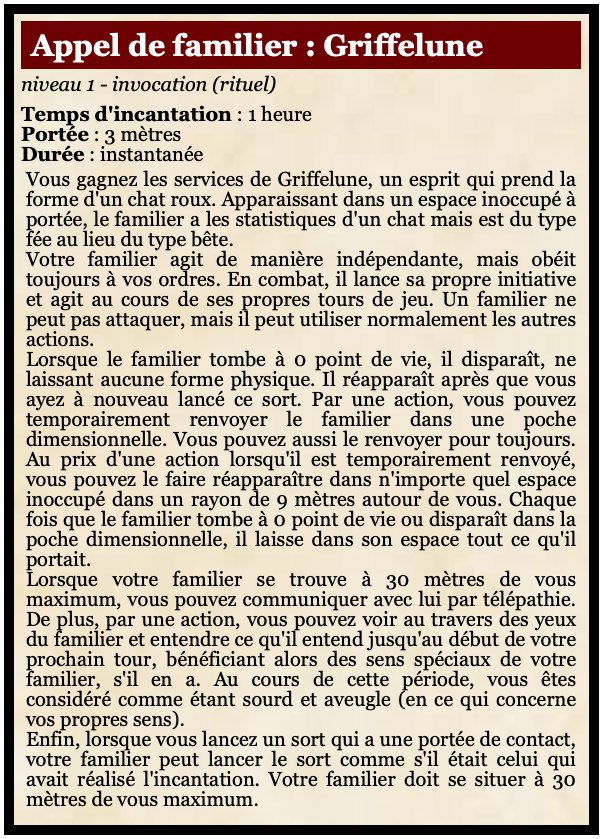 Appel de familier : Griffelune
niveau 1 - invocation (rituel)
Temps d'incantation : 1 heure
Portée : 3 mètres
Durée : instantanée
Vous gagnez les services de Griffelune, un esprit qui prend la
forme d'un chat roux. Apparaissant dans un espace inoccupé à
portée, le familier a les statistiques d'un chat mais est du type
fée au lieu du type bête.
Votre familier agit de manière indépendante, mais obéit
toujours à vos ordres. En combat, il lance sa propre initiative
et agit au cours de ses propres tours de jeu. Un familier ne
peut pas attaquer, mais il peut utiliser normalement les autres
actions.
Lorsque le familier tombe à 0 point de vie, il disparaît, ne
laissant aucune forme physique. Il réapparaît après que vous
ayez à nouveau lancé ce sort. Par une action, vous pouvez
temporairement renvoyer le familier dans une poche
dimensionnelle. Vous pouvez aussi le renvoyer pour toujours.
Au prix d'une action lorsqu'il est temporairement renvoyé,
vous pouvez le faire réapparaître dans n'importe quel espace
inoccupé dans un rayon de 9 mètres autour de vous. Chaque
fois que le familier tombe à 0 point de vie ou disparaît dans la
poche dimensionnelle, il laisse dans son espace tout ce qu'il
portait.
Lorsque votre familier se trouve à 30 mètres de vous
maximum, vous pouvez communiquer avec lui par télépathie.
De plus, par une action, vous pouvez voir au travers des yeux
du familier et entendre ce qu'il entend jusqu'au début de votre
prochain tour, bénéficiant alors des sens spéciaux de votre
familier, s'il en a. Au cours de cette période, vous êtes
considéré comme étant sourd et aveugle (en ce qui concerne
vos propres sens).
Enfin, lorsque vous lancez un sort qui a une portée de contact,
votre familier peut lancer le sort comme s'il était celui qui
avait réalisé l'incantation. Votre familier doit se situer à 30
mètres de vous maximum.